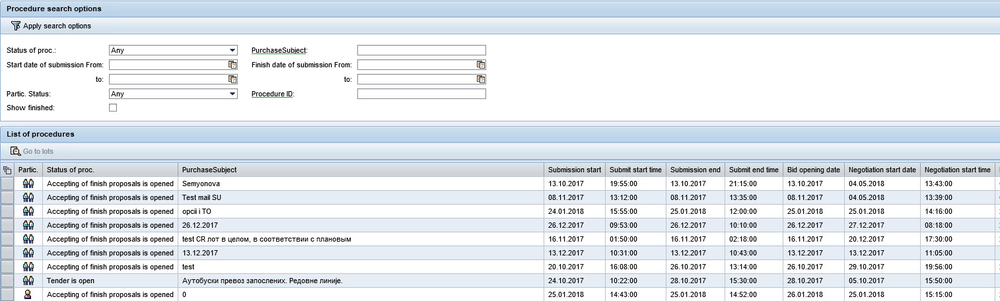 Procedure search options
Apply search options
Status of proc.: Any PurchaseSubject:
Start date of submission From: Finish date of submission From:
to: to:
Partic. Status: Any Procedure ID:
Show finished:
List of procedures
Go to lots
Partic. Status of proc. PurchaseSubject Submission start Submit start time Submission end Submit end time Bid opening date Negotiation start date Negotiation start time
Accepting of finish proposals is opened Semyonova 13.10.2017 19:55:00 13.10.2017 21:15:00 13.10.2017 04.05.2018 13:43:00
Accepting of finish proposals is opened Test mail SU 08.11.2017 13:12:00 08.11.2017 13:35:00 08.11.2017 04.05.2018 13:39:00
Accepting of finish proposals is opened opcii i TO 24.01.2018 15:55:00 25.01.2018 12:00:00 25.01.2018 25.01.2018 14:16:00
Accepting of finish proposals is opened 26.12.2017 26.12.2017 09:53:00 26.12.2017 10:10:00 26.12.2017 27.12.2017 08:18:00
Accepting of finish proposals is opened test CR лот в целом, в соответствии с плановым 16.11.2017 01:50:00 16.11.2017 02:18:00 16.11.2017 20.12.2017 17:30:00
Accepting of finish proposals is opened 13.12.2017 13.12.2017 10:31:00 13.12.2017 10:43:00 13.12.2017 13.12.2017 11:05:00
Accepting of finish proposals is opened test 20.10.2017 16:08:00 26.10.2017 13:14:00 26.10.2017 29.10.2017 19:56:00
Tender is open Аутобуски превоз запослених. Редовне линије. 24.10.2017 10:22:00 28.10.2017 15:30:00 28.10.2017 05.10.2017 15:50:00
Accepting of finish proposals is opened 0 25.01.2018 14:43:00 25.01.2018 14:52:00 26.01.2018 25.01.2018 15:15:00